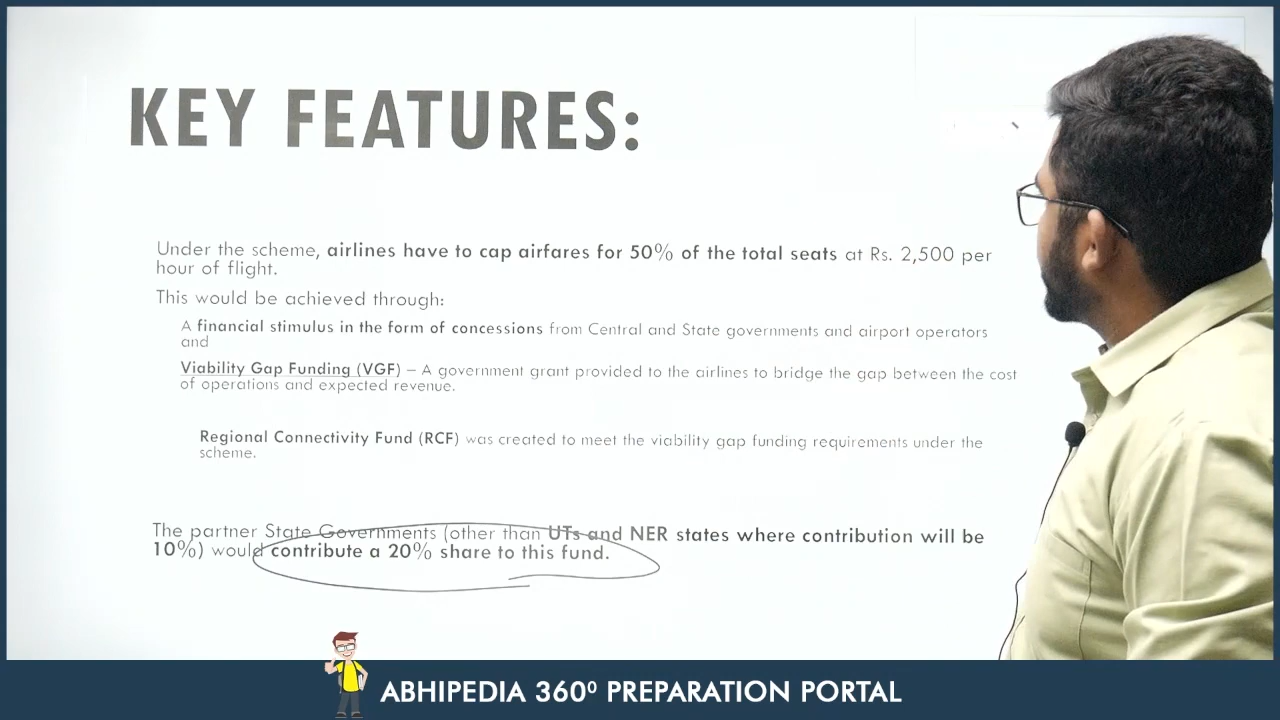 KEY FEATURES:
Under the scheme, airlines have to cap airfares for 50% of the total seats at Rs. 2,500 per
hour of flight.
This would be achieved through:
A financial stimulus in the form of concessions from Central and State governments and airport operators
and
Viability Gap Funding (VGF) – A government grant provided to the airlines to bridge the gap between the cost
of operations and expected revenue.
Regional Connectivity Fund (RCF) was created to meet the viability gap funding requirements under the
scheme.
The partner State Governments (other than UTs and NER states where contribution will be
10%) would contribute a 20% share to this fund.
ABHIPEDIA 360⁰ PREPARATION PORTAL